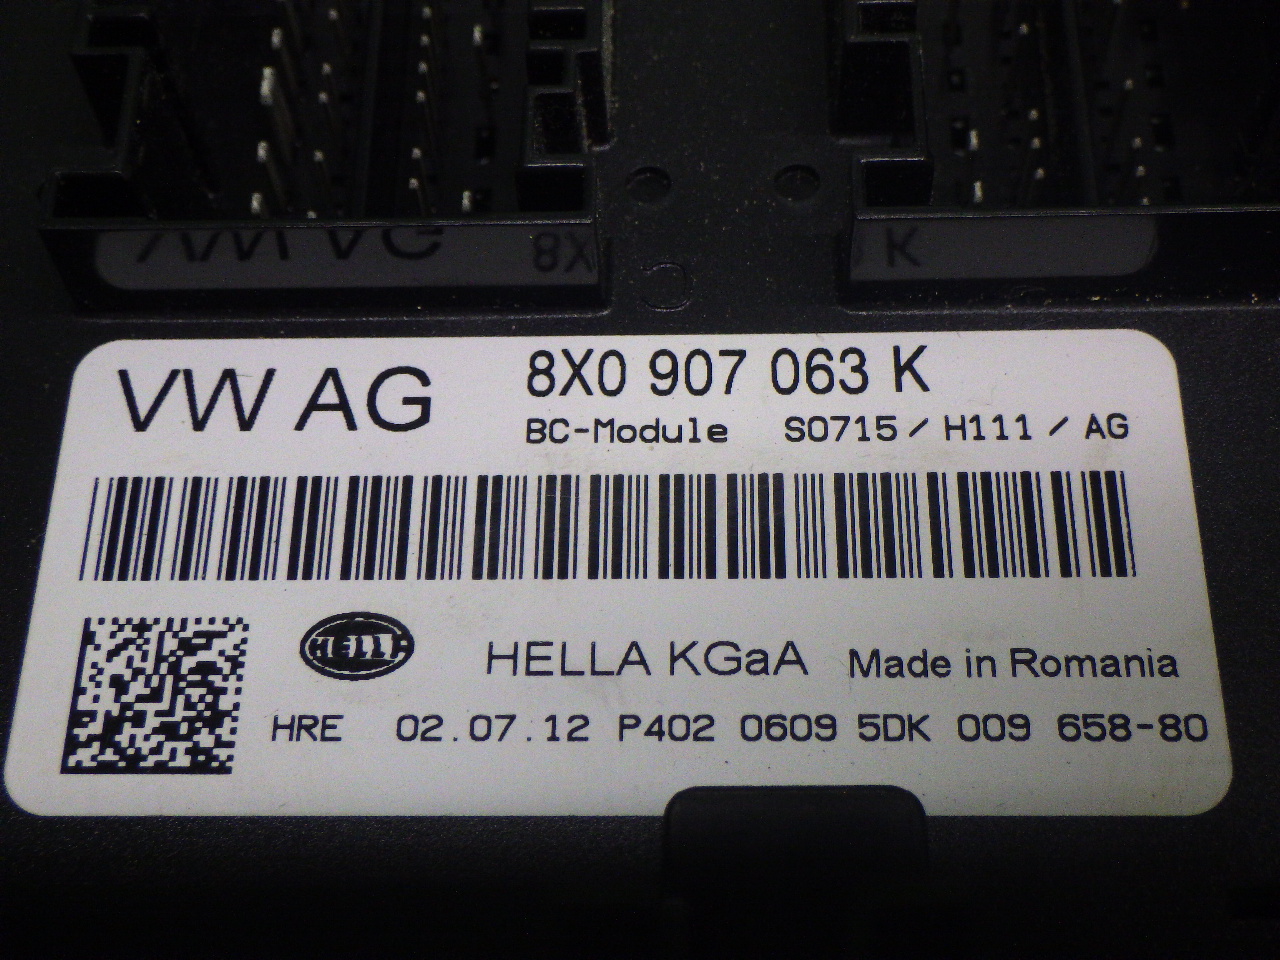 VW AG 8X0 907 063 K
BC-Module S0715 / H111 / AG
HELLA HELLA KGaA Made in Romania
HRE 02.07.12 P402 0609 5DK 009 658-80